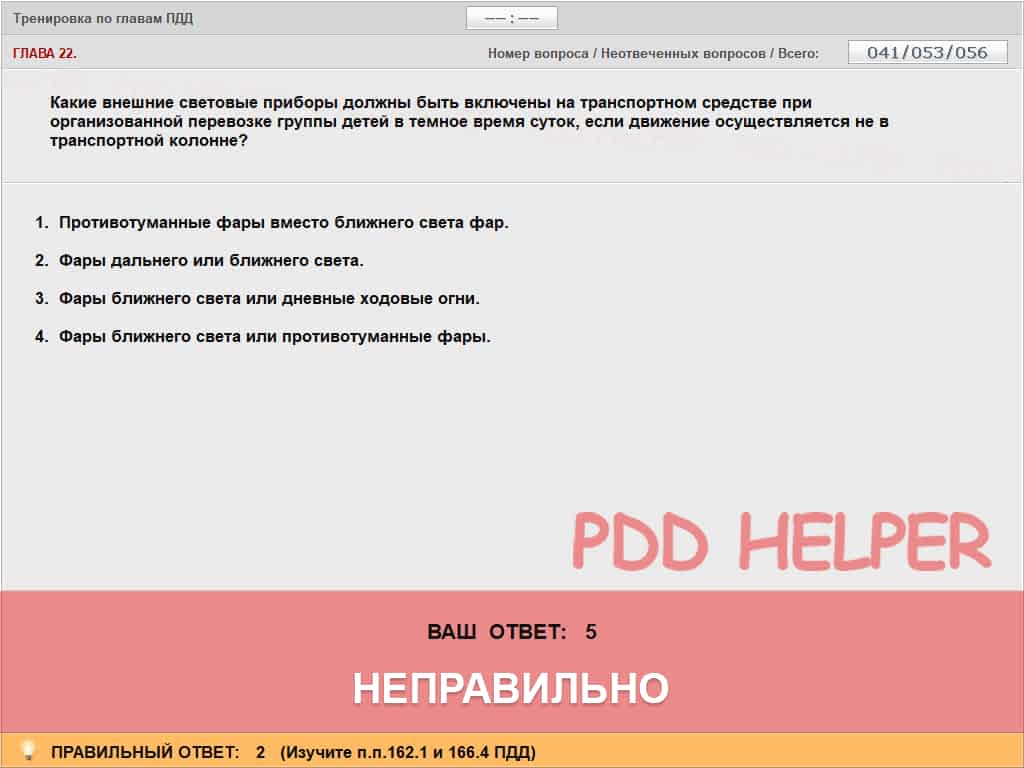 Тренировка по главам ПДД
—— : ——
ГЛАВА 22.
Номер вопроса / Неотвеченных вопросов / Всего:
041/053/056
Какие внешние световые приборы должны быть включены на транспортном средстве при
организованной перевозке группы детей в темное время суток, если движение осуществляется не в
транспортной колонне?
1. Противотуманные фары вместо ближнего света фар.
2. Фары дальнего или ближнего света.
3. Фары ближнего света или дневные ходовые огни.
4. Фары ближнего света или противотуманные фары.
PDD HELPER
ВАШ ОТВЕТ: 5
НЕПРАВИЛЬНО
ПРАВИЛЬНЫЙ ОТВЕТ: 2 (Изучите п.п.162.1 и 166.4 ПДД)